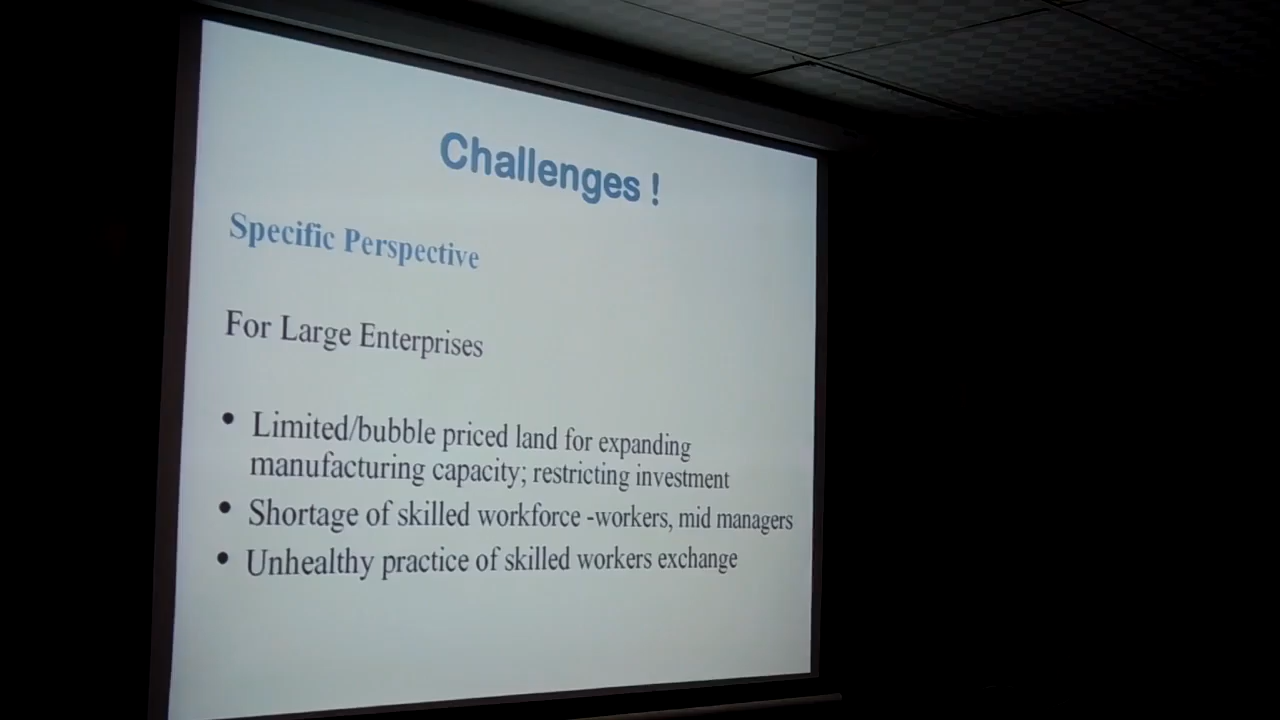 Challenges !
Specific Perspective
For Large Enterprises
• Limited/bubble priced land for expanding
manufacturing capacity; restricting investment
• Shortage of skilled workforce -workers, mid managers
• Unhealthy practice of skilled workers exchange